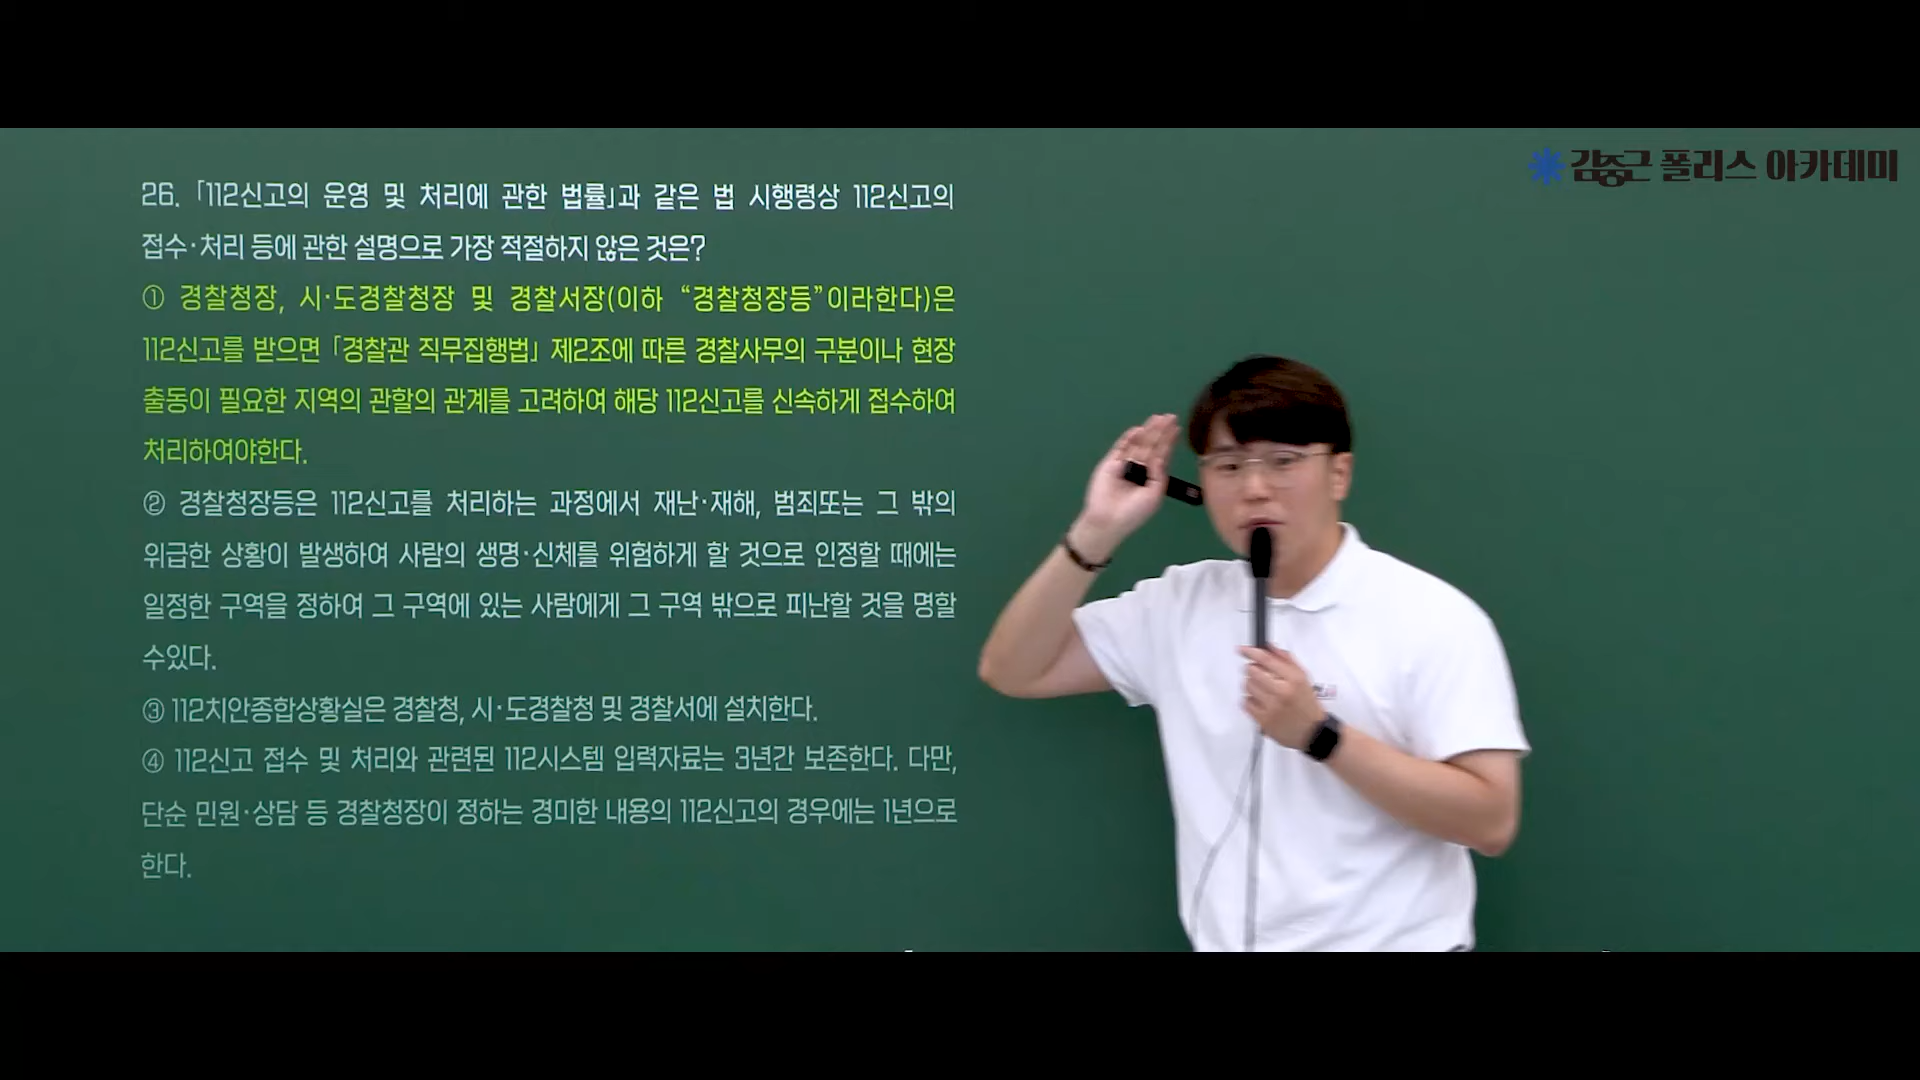 김중근 폴리스 아카데미
26. 「112신고의 운영 및 처리에 관한 법률」과 같은 법 시행령상 112신고의
접수·처리 등에 관한 설명으로 가장 적절하지 않은 것은?
① 경찰청장, 시·도경찰청장 및 경찰서장(이하 “경찰청장등”이라한다)은
112신고를 받으면 「경찰관 직무집행법」 제2조에 따른 경찰사무의 구분이나 현장
출동이 필요한 지역의 관할의 관계를 고려하여 해당 112신고를 신속하게 접수하여
처리하여야한다.
② 경찰청장등은 112신고를 처리하는 과정에서 재난·재해, 범죄또는 그 밖의
위급한 상황이 발생하여 사람의 생명·신체를 위험하게 할 것으로 인정할 때에는
일정한 구역을 정하여 그 구역에 있는 사람에게 그 구역 밖으로 피난할 것을 명할
수있다.
③ 112치안종합상황실은 경찰청, 시·도경찰청 및 경찰서에 설치한다.
④ 112신고 접수 및 처리와 관련된 112시스템 입력자료는 3년간 보존한다. 다만,
단순 민원·상담 등 경찰청장이 정하는 경미한 내용의 112신고의 경우에는 1년으로
한다.